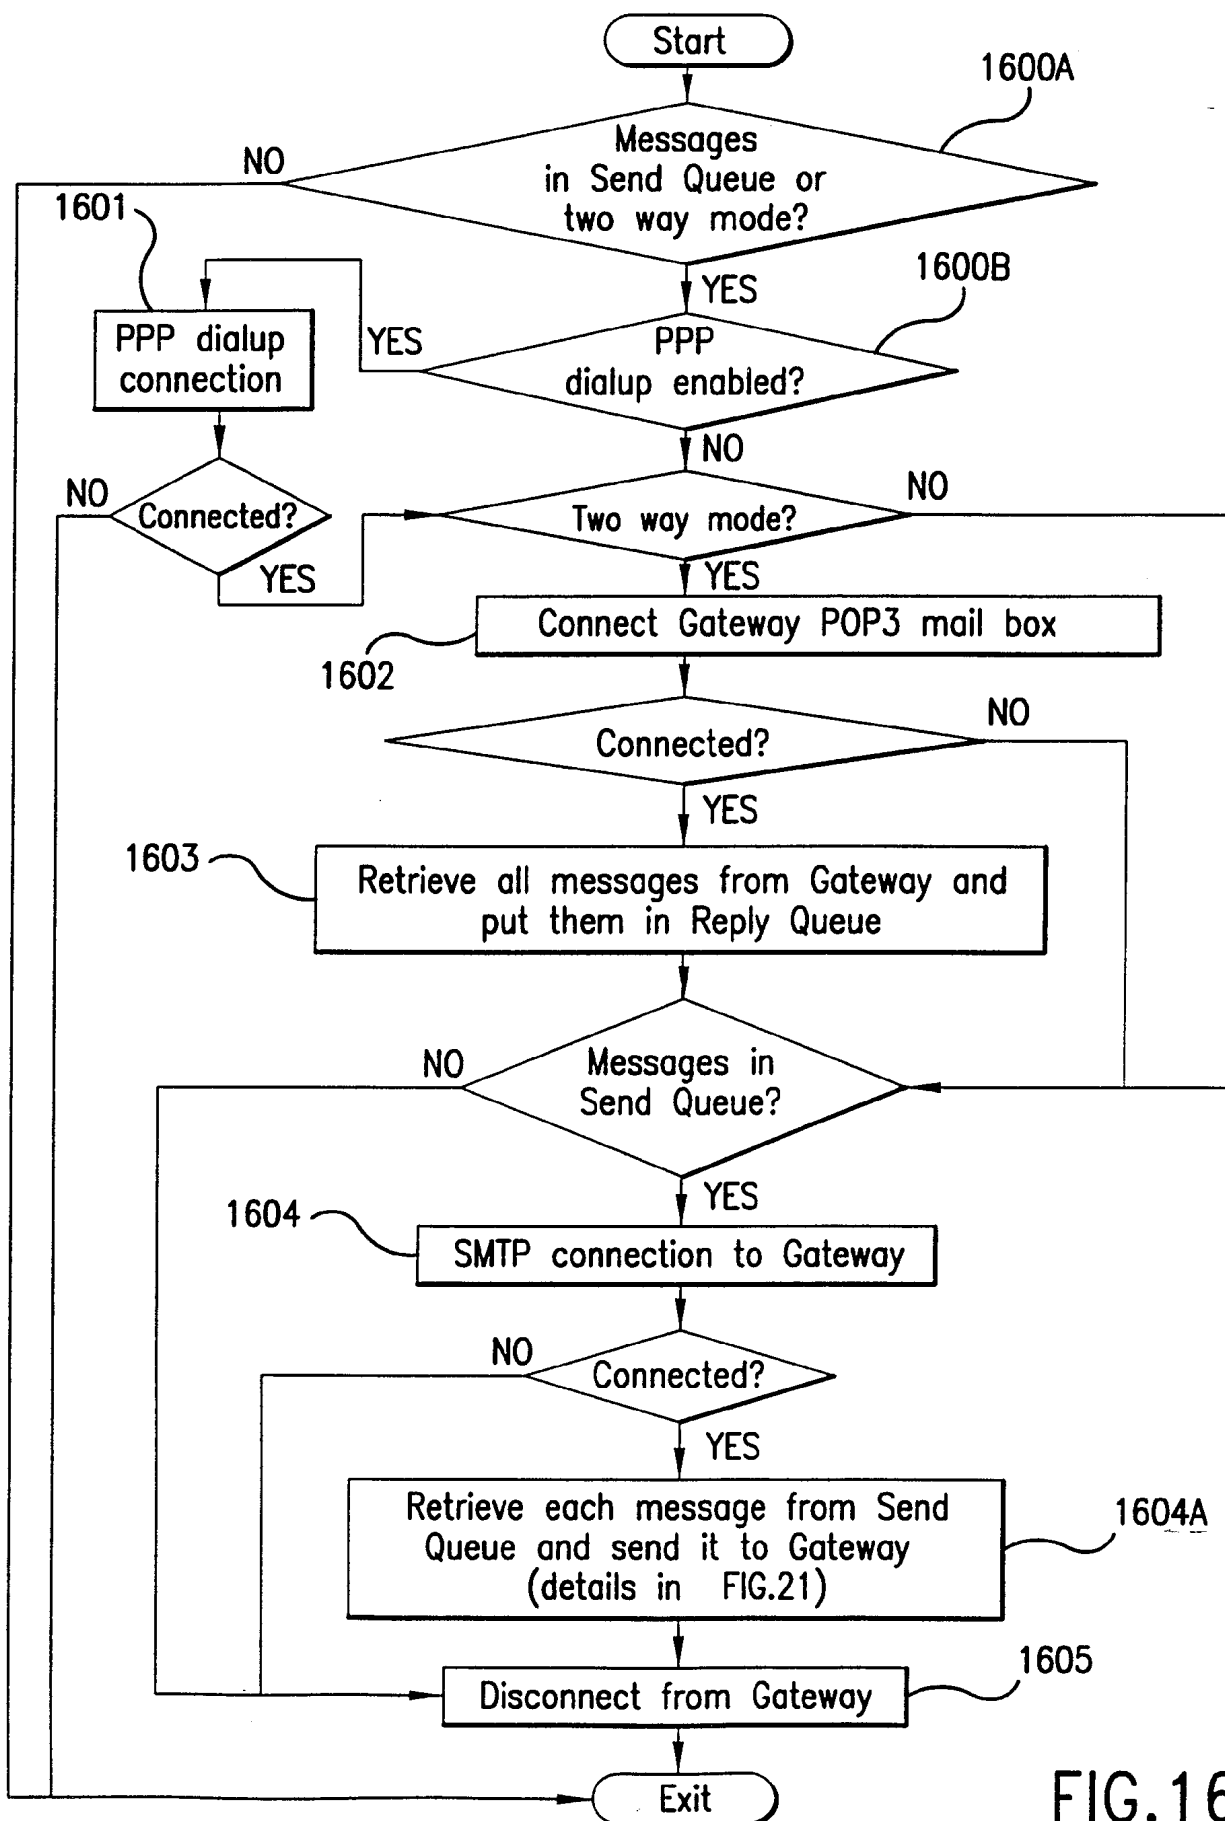 Start
1600A
Messages
in Send Queue or
two way mode?
NO
1601
1600B
YES
PPP dialup
connection
YES
PPP
dialup enabled?
NO
NO
Connected?
YES
Two way mode?
NO
YES
Connect Gateway POP3 mail box
1602
Connected?
NO
YES
1603
Retrieve all messages from Gateway and
put them in Reply Queue
NO
Messages in
Send Queue?
YES
1604
SMTP connection to Gateway
NO
Connected?
YES
Retrieve each message from Send
Queue and send it to Gateway
(details in FIG.21)
1604A
1605
Disconnect from Gateway
Exit
FIG.16